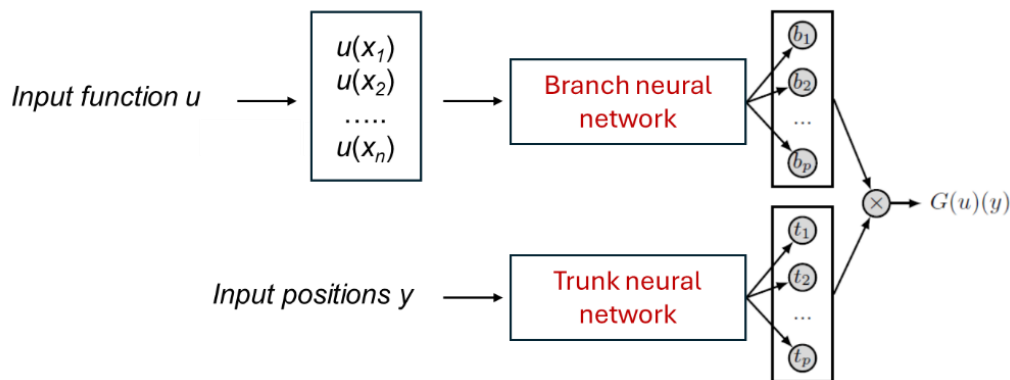 Input function u
u(x₁)
u(x₂)
.....
u(xₙ)
Branch neural
network
b₁
b₂
...
bₚ
×
G(u)(y)
Input positions y
Trunk neural
network
t₁
t₂
...
tₚ